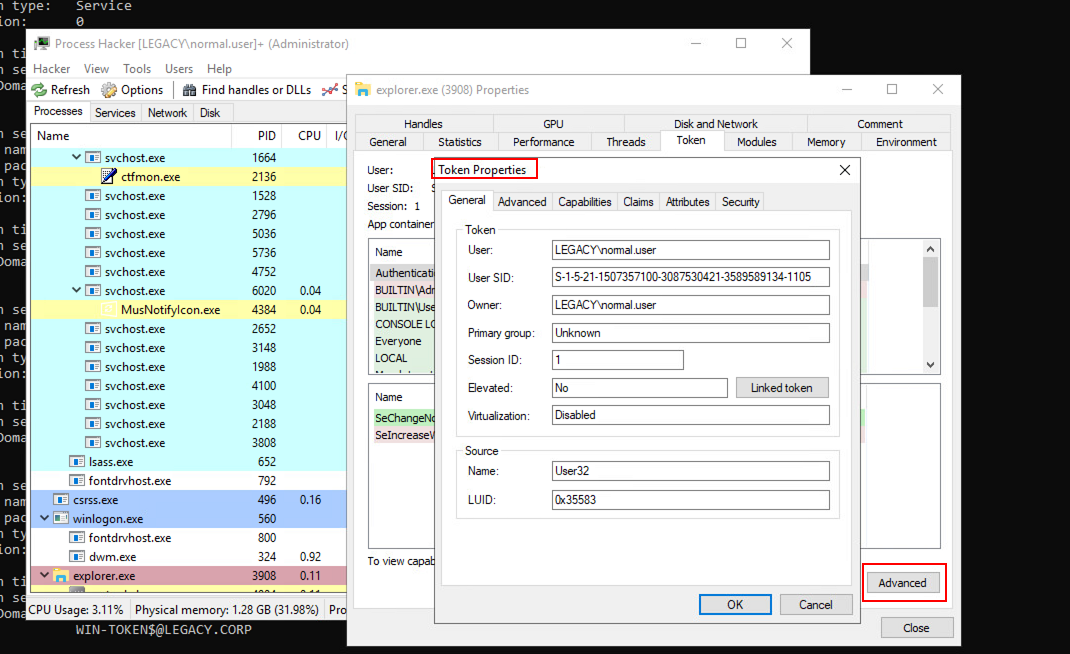 n type:   Service
ion:      0
Process Hacker [LEGACY\normal.user]+ (Administrator)
Hacker View Tools Users Help
Refresh Options Find handles or DLLs S
Processes Services Network Disk
Name PID CPU I/O
svchost.exe 1664
ctfmon.exe 2136
svchost.exe 1528
svchost.exe 2796
svchost.exe 5036
svchost.exe 5736
svchost.exe 4752
svchost.exe 6020 0.04
MusNotifyIcon.exe 4384 0.04
svchost.exe 2652
svchost.exe 3148
svchost.exe 1988
svchost.exe 4100
svchost.exe 3048
svchost.exe 2188
svchost.exe 3808
lsass.exe 652
fontdrvhost.exe 792
csrss.exe 496 0.16
winlogon.exe 560
fontdrvhost.exe 800
dwm.exe 324 0.92
explorer.exe 3908 0.11
CPU Usage: 3.11% Physical memory: 1.28 GB (31.98%) Pro
WIN-TOKEN$@LEGACY.CORP
explorer.exe (3908) Properties
Handles GPU Disk and Network Comment
General Statistics Performance Threads Token Modules Memory Environment
User:
User SID: S
Session: 1
App container
Name
Authenticati
BUILTIN\Adr
BUILTIN\Use
CONSOLE LO
Everyone
LOCAL
Name
SeChangeNo
SeIncreaseW
To view capab
Advanced
Close
Token Properties
General Advanced Capabilities Claims Attributes Security
Token
User: LEGACY\normal.user
User SID: S-1-5-21-1507357100-3087530421-3589589134-1105
Owner: LEGACY\normal.user
Primary group: Unknown
Session ID: 1
Elevated: No Linked token
Virtualization: Disabled
Source
Name: User32
LUID: 0x35583
OK Cancel